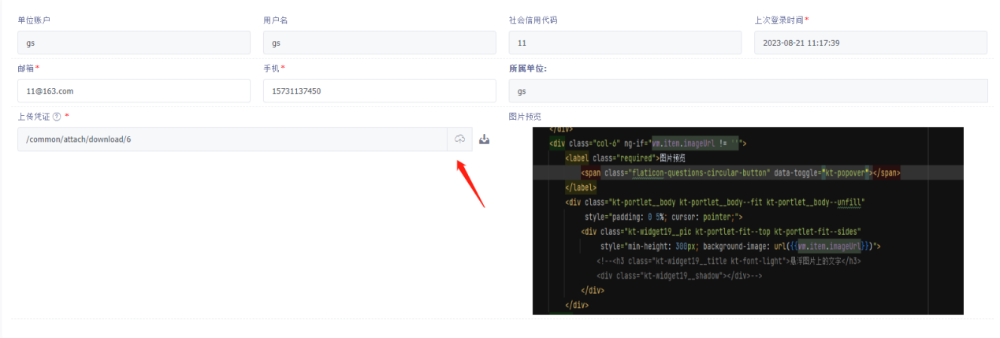 单位账户
用户名
社会信用代码
上次登录时间*
gs
gs
11
2023-08-21 11:17:39
邮箱*
手机*
所属单位:
11@163.com
15731137450
gs
上传凭证 ? *
图片预览
/common/attach/download/6
</div>
<div class="col-6" ng-if="vm.item.imageUrl != ''">
<label class="required">图片预览
<span class="flaticon-questions-circular-button" data-toggle="kt-popover"></span>
</label>
<div class="kt-portlet__body kt-portlet__body--fit kt-portlet__body--unfill"
style="padding: 0 5%; cursor: pointer;">
<div class="kt-widget19__pic kt-portlet-fit--top kt-portlet-fit--sides"
style="min-height: 300px; background-image: url({{vm.item.imageUrl}})">
<!--<h3 class="kt-widget19__title kt-font-light">悬浮图片上的文字</h3>
<div class="kt-widget19__shadow"></div>-->
</div>
</div>